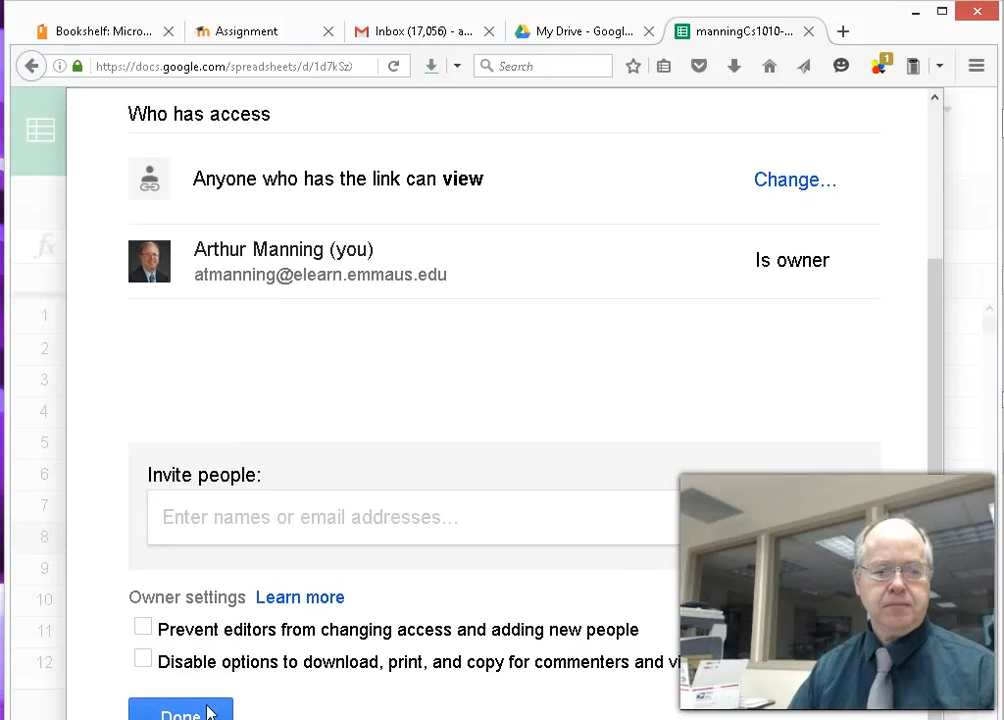 Bookshelf: Micro...
Assignment
Inbox (17,056) - a...
My Drive - Googl...
manningCs1010-...
https://docs.google.com/spreadsheets/d/1d7kSz
Search
1
Who has access
Anyone who has the link can view
Change...
Arthur Manning (you)
atmanning@elearn.emmaus.edu
Is owner
fx
1
2
3
4
5
6
7
8
9
10
11
12
Invite people:
Enter names or email addresses...
Owner settings Learn more
Prevent editors from changing access and adding new people
Disable options to download, print, and copy for commenters and vi
Done